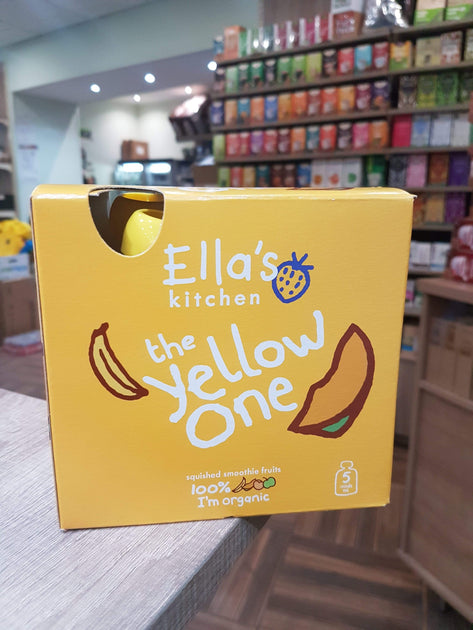 Ella's
kitchen
the
yellow
One
squished smoothie fruits
100%
I'm organic
5